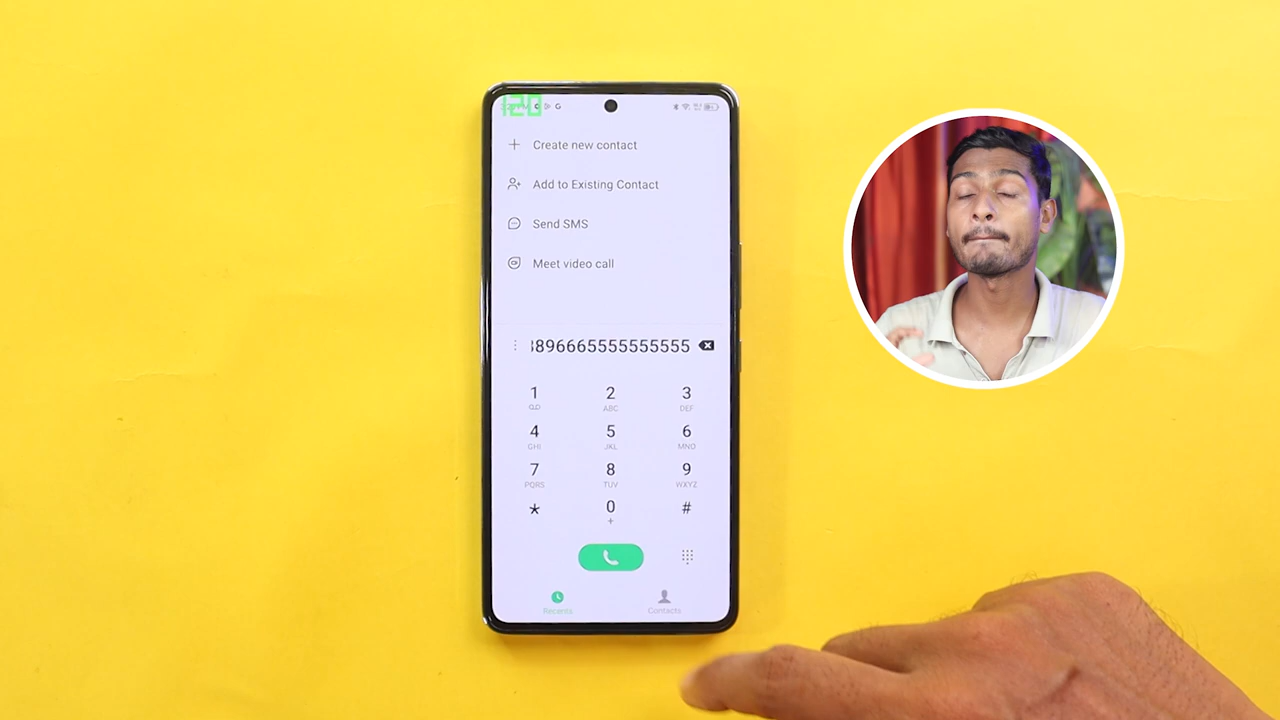 120
Create new contact
Add to Existing Contact
Send SMS
Meet video call
896665555555555
1 2 3
ABC DEF
4 5 6
GHI JKL MNO
7 8 9
PQRS TUV WXYZ
* 0 #
+
Recents Contacts